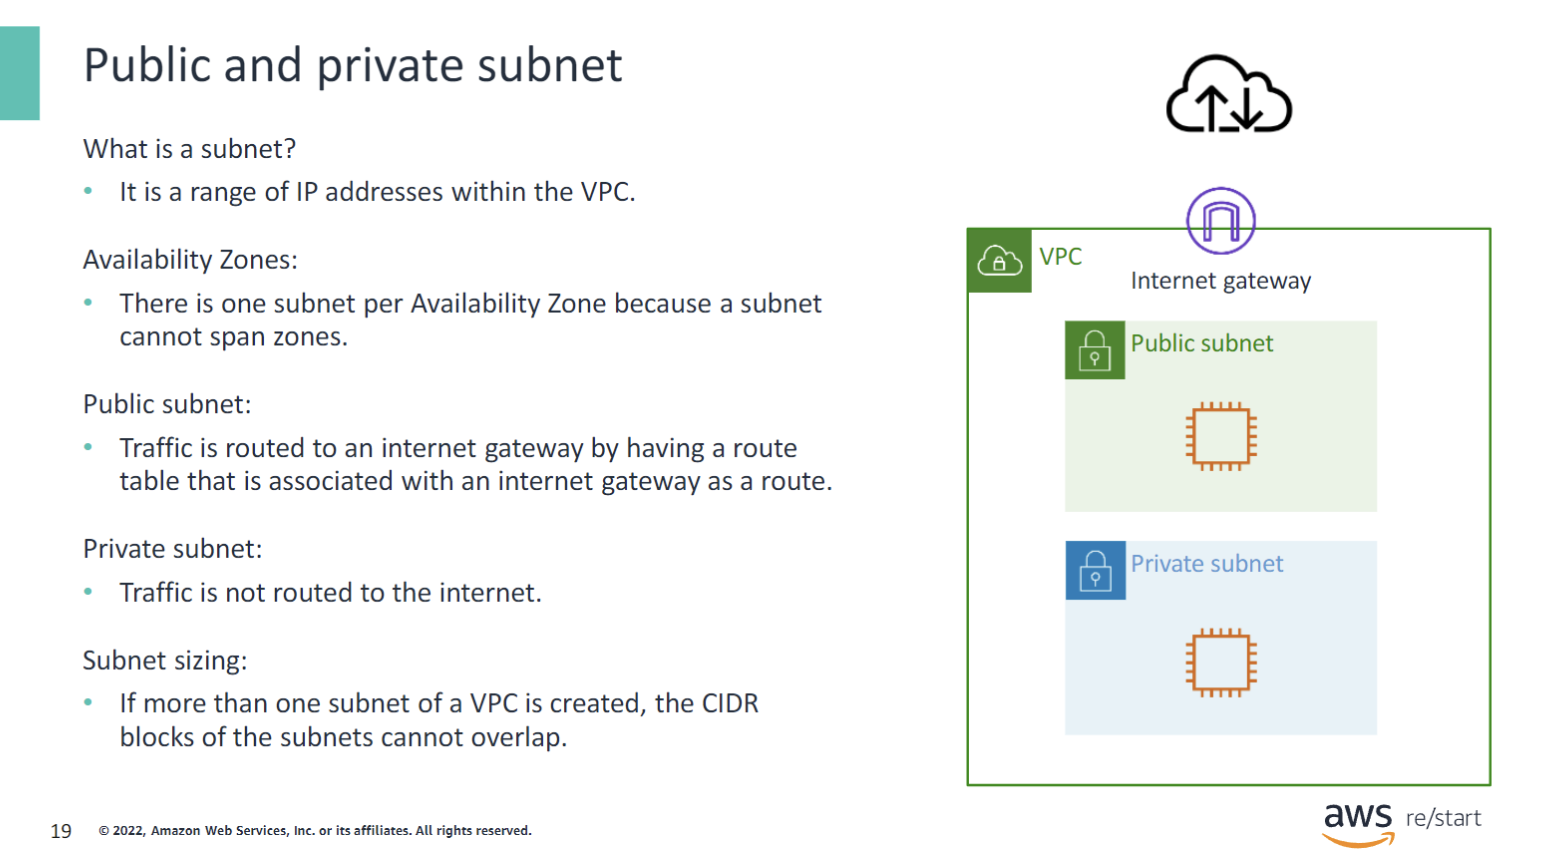 Public and private subnet
What is a subnet?
• It is a range of IP addresses within the VPC.
Availability Zones:
• There is one subnet per Availability Zone because a subnet
cannot span zones.
Public subnet:
• Traffic is routed to an internet gateway by having a route
table that is associated with an internet gateway as a route.
Private subnet:
• Traffic is not routed to the internet.
Subnet sizing:
• If more than one subnet of a VPC is created, the CIDR
blocks of the subnets cannot overlap.
VPC
Internet gateway
Public subnet
Private subnet
19
© 2022, Amazon Web Services, Inc. or its affiliates. All rights reserved.
aws re/start